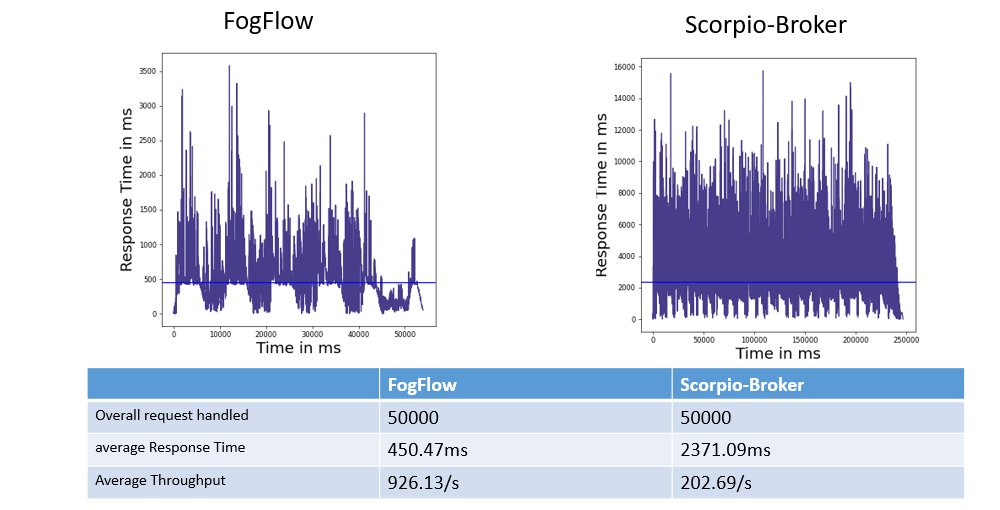 FogFlow
Scorpio-Broker
Response Time in ms
3500
3000
2500
2000
1500
1000
500
0
0 10000 20000 30000 40000 50000
Time in ms
Response Time in ms
16000
14000
12000
10000
8000
6000
4000
2000
0
0 50000 100000 150000 200000 250000
Time in ms
FogFlow Scorpio-Broker
Overall request handled 50000 50000
average Response Time 450.47ms 2371.09ms
Average Throughput 926.13/s 202.69/s